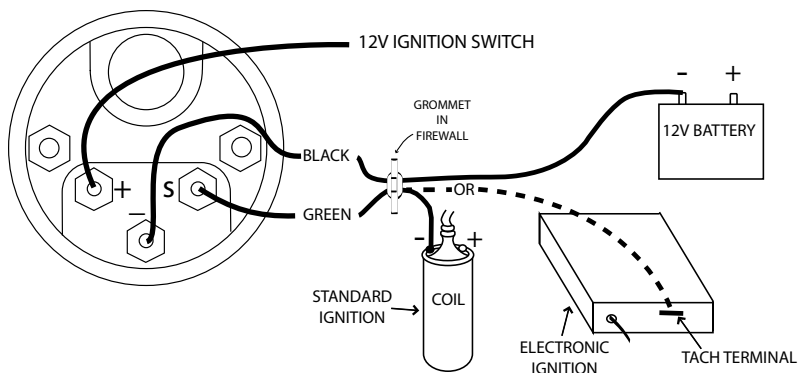 12V IGNITION SWITCH
- +
GROMMET
IN
FIREWALL
12V BATTERY
BLACK
+ S
OR
–
GREEN
- +
STANDARD
IGNITION
COIL
ELECTRONIC
IGNITION
TACH TERMINAL